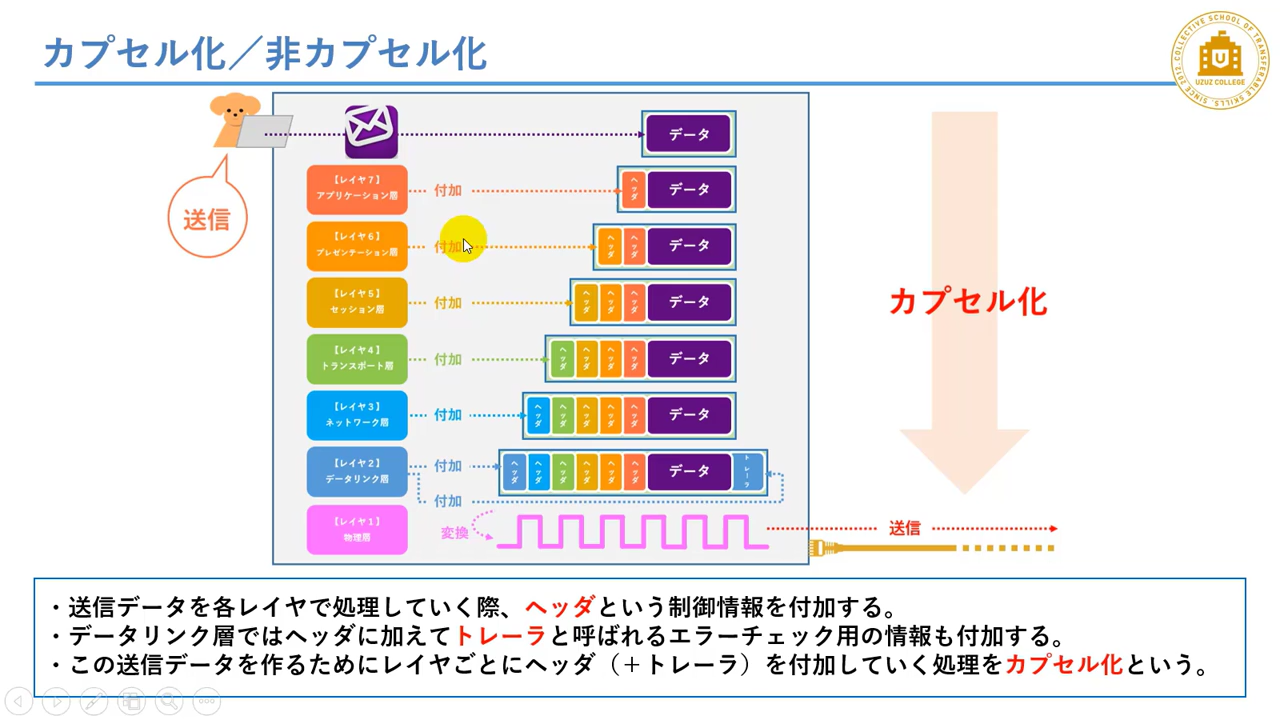 カプセル化／非カプセル化
COLLECTIVE SCHOOL OF TRANSFERABLE SKILLS. SINCE 2012.
UZUZ COLLEGE
データ
送信
【レイヤ７】
アプリケーション層
付加
ヘッダ
データ
【レイヤ６】
プレゼンテーション層
付加
ヘッダ
ヘッダ
データ
【レイヤ５】
セッション層
付加
ヘッダ
ヘッダ
ヘッダ
データ
カプセル化
【レイヤ４】
トランスポート層
付加
ヘッダ
ヘッダ
ヘッダ
ヘッダ
データ
【レイヤ３】
ネットワーク層
付加
ヘッダ
ヘッダ
ヘッダ
ヘッダ
ヘッダ
データ
【レイヤ２】
データリンク層
付加
付加
ヘッダ
ヘッダ
ヘッダ
ヘッダ
ヘッダ
ヘッダ
データ
トレーラ
【レイヤ１】
物理層
変換
送信
・送信データを各レイヤで処理していく際、ヘッダという制御情報を付加する。
・データリンク層ではヘッダに加えてトレーラと呼ばれるエラーチェック用の情報も付加する。
・この送信データを作るためにレイヤごとにヘッダ（＋トレーラ）を付加していく処理をカプセル化という。